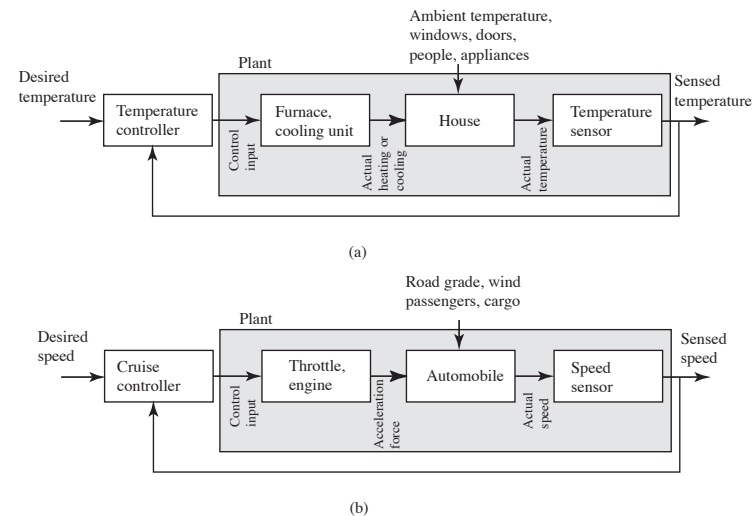 Ambient temperature,
windows, doors,
people, appliances
Plant
Desired
temperature
Sensed
temperature
Temperature
controller
Control
input
Furnace,
cooling unit
Actual
heating or
cooling
House
Actual
temperature
Temperature
sensor
(a)
Road grade, wind
passengers, cargo
Plant
Desired
speed
Sensed
speed
Cruise
controller
Control
input
Throttle,
engine
Acceleration
force
Automobile
Actual
speed
Speed
sensor
(b)